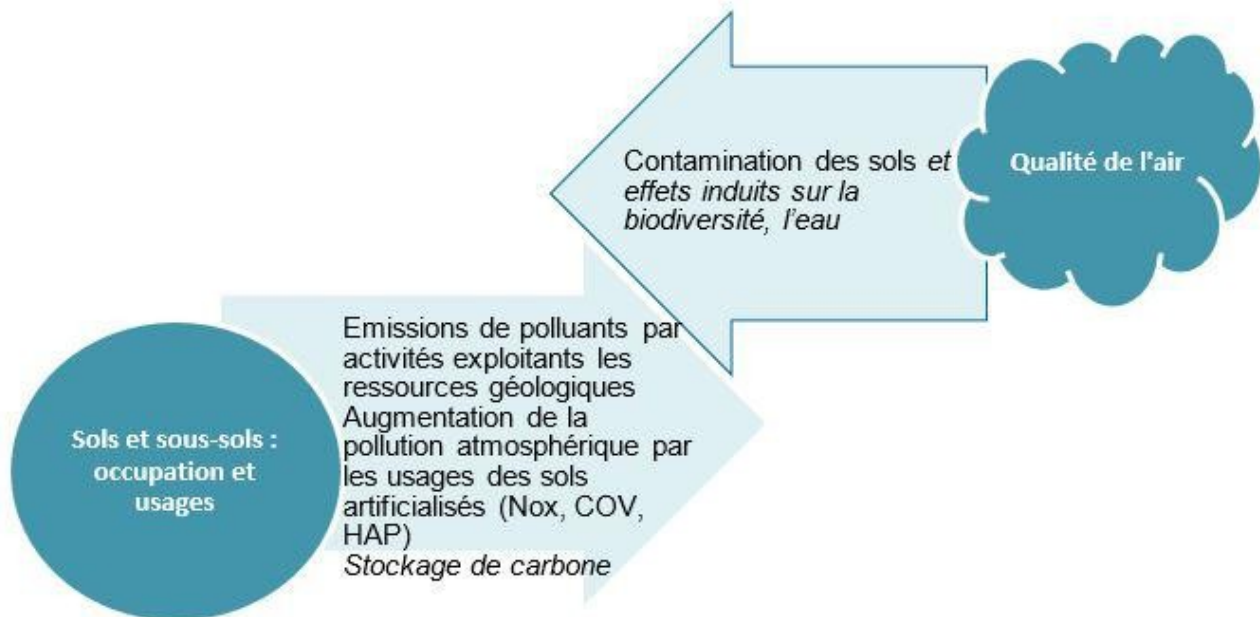 Contamination des sols et
effets induits sur la
biodiversité, l'eau
Qualité de l'air
Emissions de polluants par
activités exploitants les
ressources géologiques
Augmentation de la
pollution atmosphérique par
les usages des sols
artificialisés (Nox, COV,
HAP)
Stockage de carbone
Sols et sous-sols :
occupation et
usages